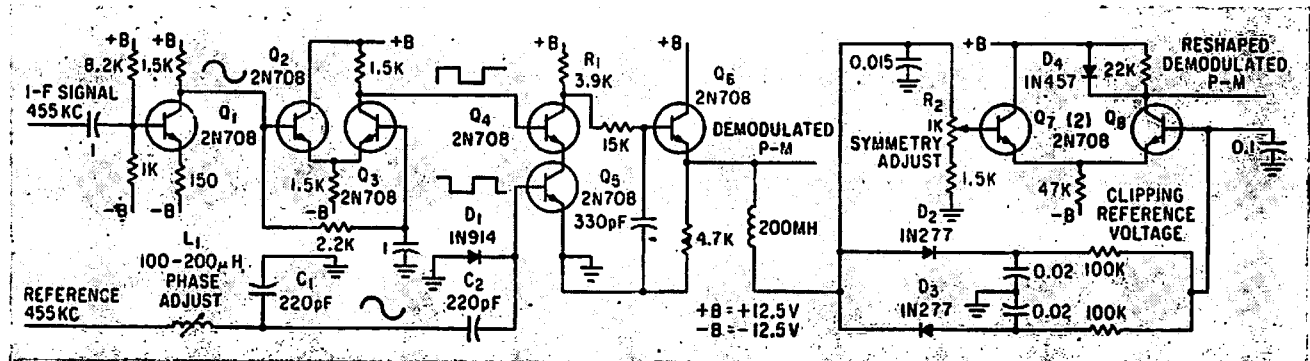 +B
8.2K
+B
1.5K
I-F SIGNAL
455KC
1
1K
Q1
2N708
150
-B
-B
Q2
2N708
+B
1.5K
1.5K
-B
Q3
2N708
2.2K
1
L1
100-200μH
PHASE
ADJUST
REFERENCE
455KC
C1
220pF
D1
1N914
C2
220pF
+B
R1
3.9K
Q4
2N708
Q5
2N708
15K
330pF
Q6
2N708
+B
DEMODULATED
P-M
4.7K
200MH
+B=+12.5V
-B=-12.5V
0.015
R2
1K
SYMMETRY
ADJUST
1.5K
+B
D4
1N457
22K
RESHAPED
DEMODULATED
P-M
Q7 (2) Q8
2N708
0.1
47K
-B
CLIPPING
REFERENCE
VOLTAGE
D2
1N277
0.02
100K
D3
1N277
0.02
100K